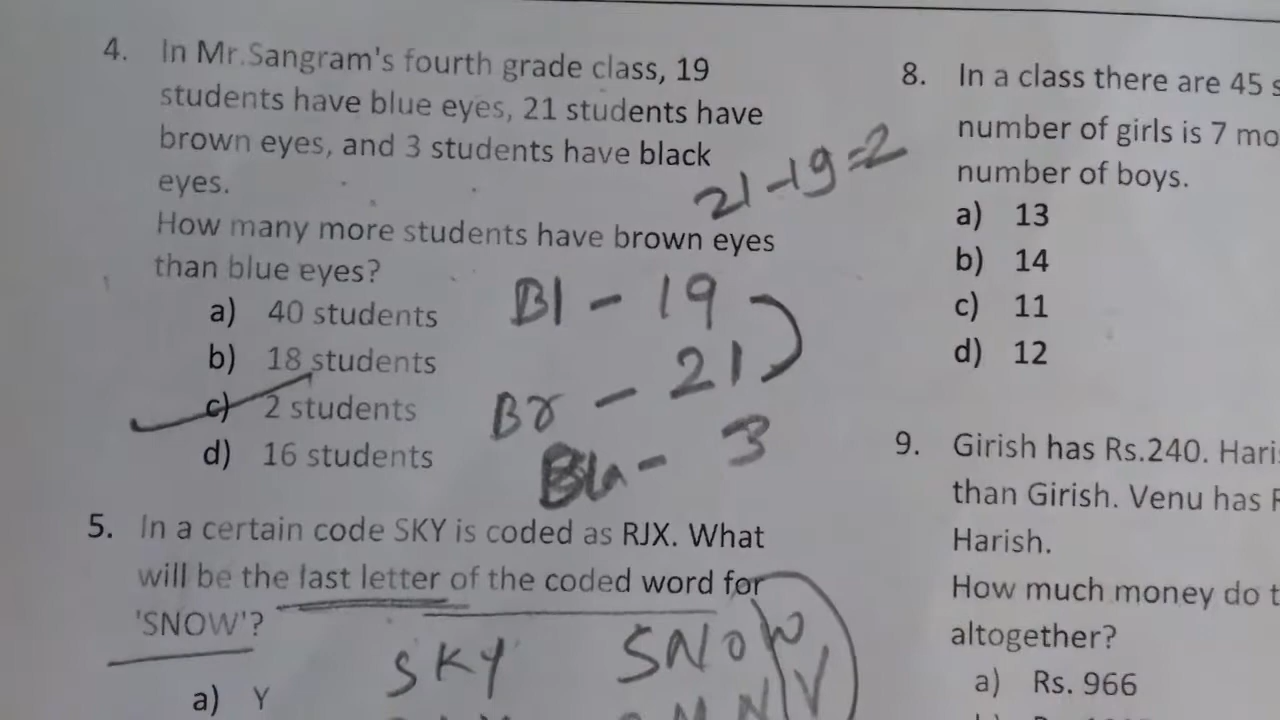 4. In Mr.Sangram's fourth grade class, 19
students have blue eyes, 21 students have
brown eyes, and 3 students have black
eyes.
21-19=2
How many more students have brown eyes
than blue eyes?
a) 40 students
b) 18 students
c) 2 students
d) 16 students
Bl - 19
Br - 21
Bla - 3
5. In a certain code SKY is coded as RJX. What
will be the last letter of the coded word for
'SNOW'?
SKY SNOW
a) Y
8. In a class there are 45
number of girls is 7
number of boys.
a) 13
b) 14
c) 11
d) 12
9. Girish has Rs.240.
than Girish. Venu has
Harish.
How much money do
altogether?
a) Rs. 966